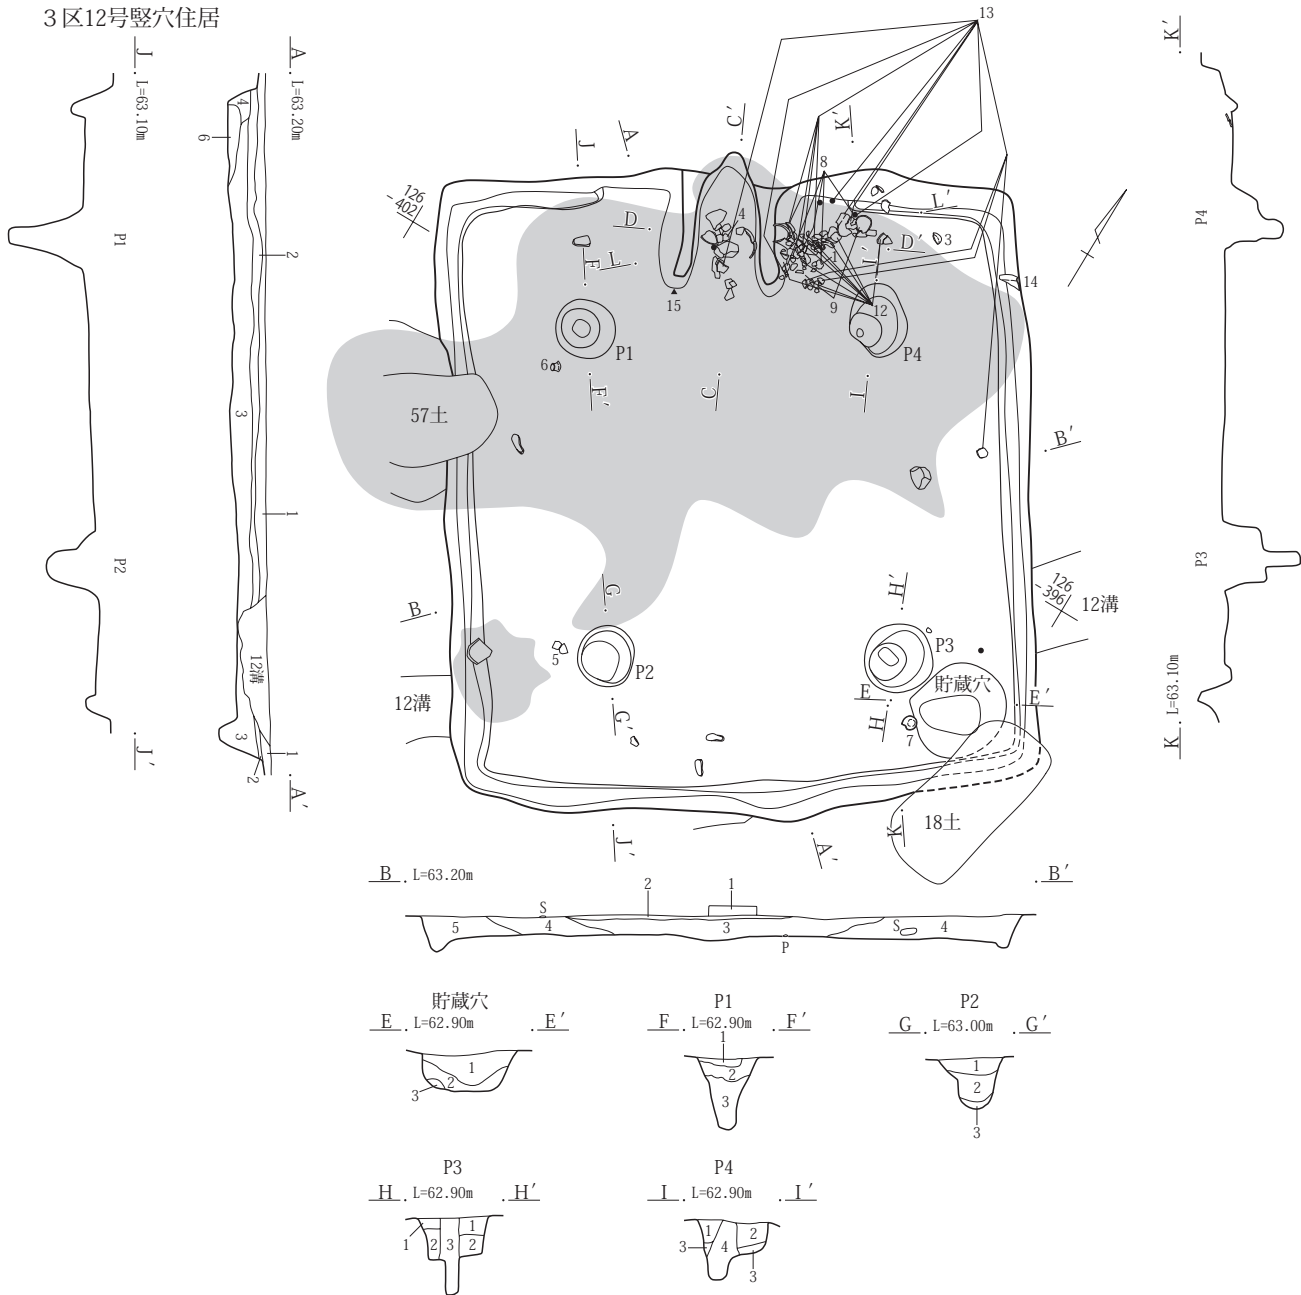 3区12号竪穴住居
J
L=63.10m
P1
P2
J′
A
L=63.20m
4
6
2
3
1
12溝
3
1
2
A′
13
K′
L=63.10m
P4
P3
K
126
-402
J
A
C′
K′
8
L′
D
4
D′
3
F
L
1
I′
14
15
9
12
P1
P4
6
F′
C
I
57土
B′
G
H′
126
-396
12溝
B
5
P2
P3
貯蔵穴
E
E′
12溝
G′
H
7
K
18土
J′
A′
B
L=63.20m
B′
2
1
S
5
4
3
S
4
P
貯蔵穴
E
L=62.90m
E′
1
2
3
P1
F
L=62.90m
F′
1
2
3
P2
G
L=63.00m
G′
1
2
3
P3
H
L=62.90m
H′
1
1
2
3
2
P4
I
L=62.90m
I′
1
2
3
4
3